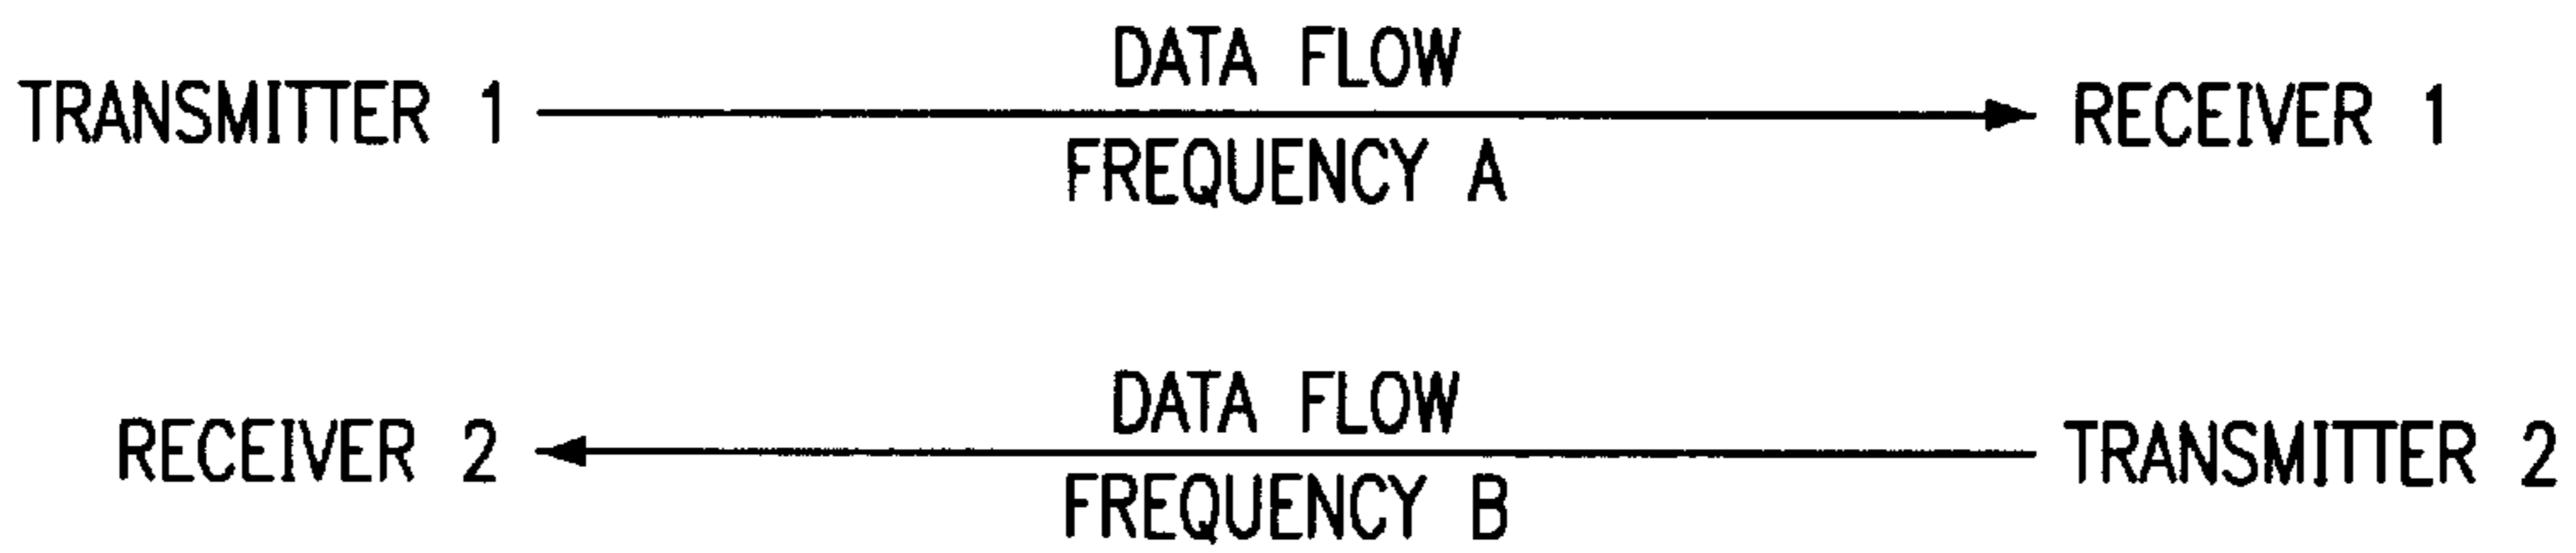 DATA FLOW
TRANSMITTER 1
RECEIVER 1
FREQUENCY A
DATA FLOW
RECEIVER 2
TRANSMITTER 2
FREQUENCY B